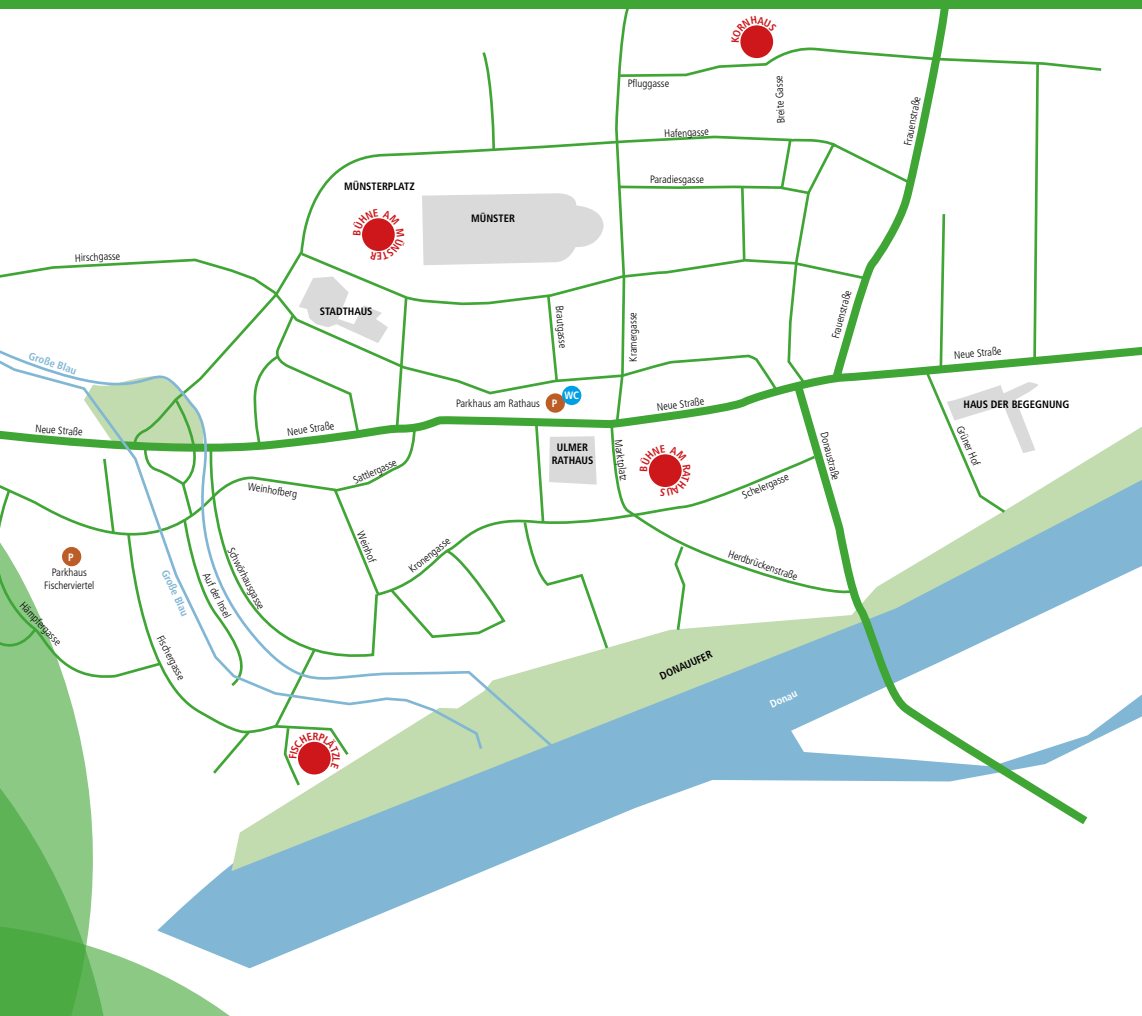 KORNHAUS
Pfluggasse
Breite Gasse
Frauenstraße
Hafengasse
Paradiesgasse
MÜNSTERPLATZ
BÜHNE AM MÜNSTER
MÜNSTER
Hirschgasse
STADTHAUS
Brautgasse
Kramergasse
Frauenstraße
Große Blau
Neue Straße
Parkhaus am Rathaus
P
WC
Neue Straße
HAUS DER BEGEGNUNG
Neue Straße
Neue Straße
Grüner Hof
ULMER
RATHAUS
Marktplatz
BÜHNE AM RATHAUS
Donaustraße
Sattlergasse
Weinhofberg
Schelergasse
Weinhof
Kronengasse
Herdbrückenstraße
P
Parkhaus
Fischerviertel
Große Blau
Auf der Insel
Schwörhausgasse
Hämpfergasse
Fischergasse
DONAUUFER
Donau
FISCHERPLÄTZLE